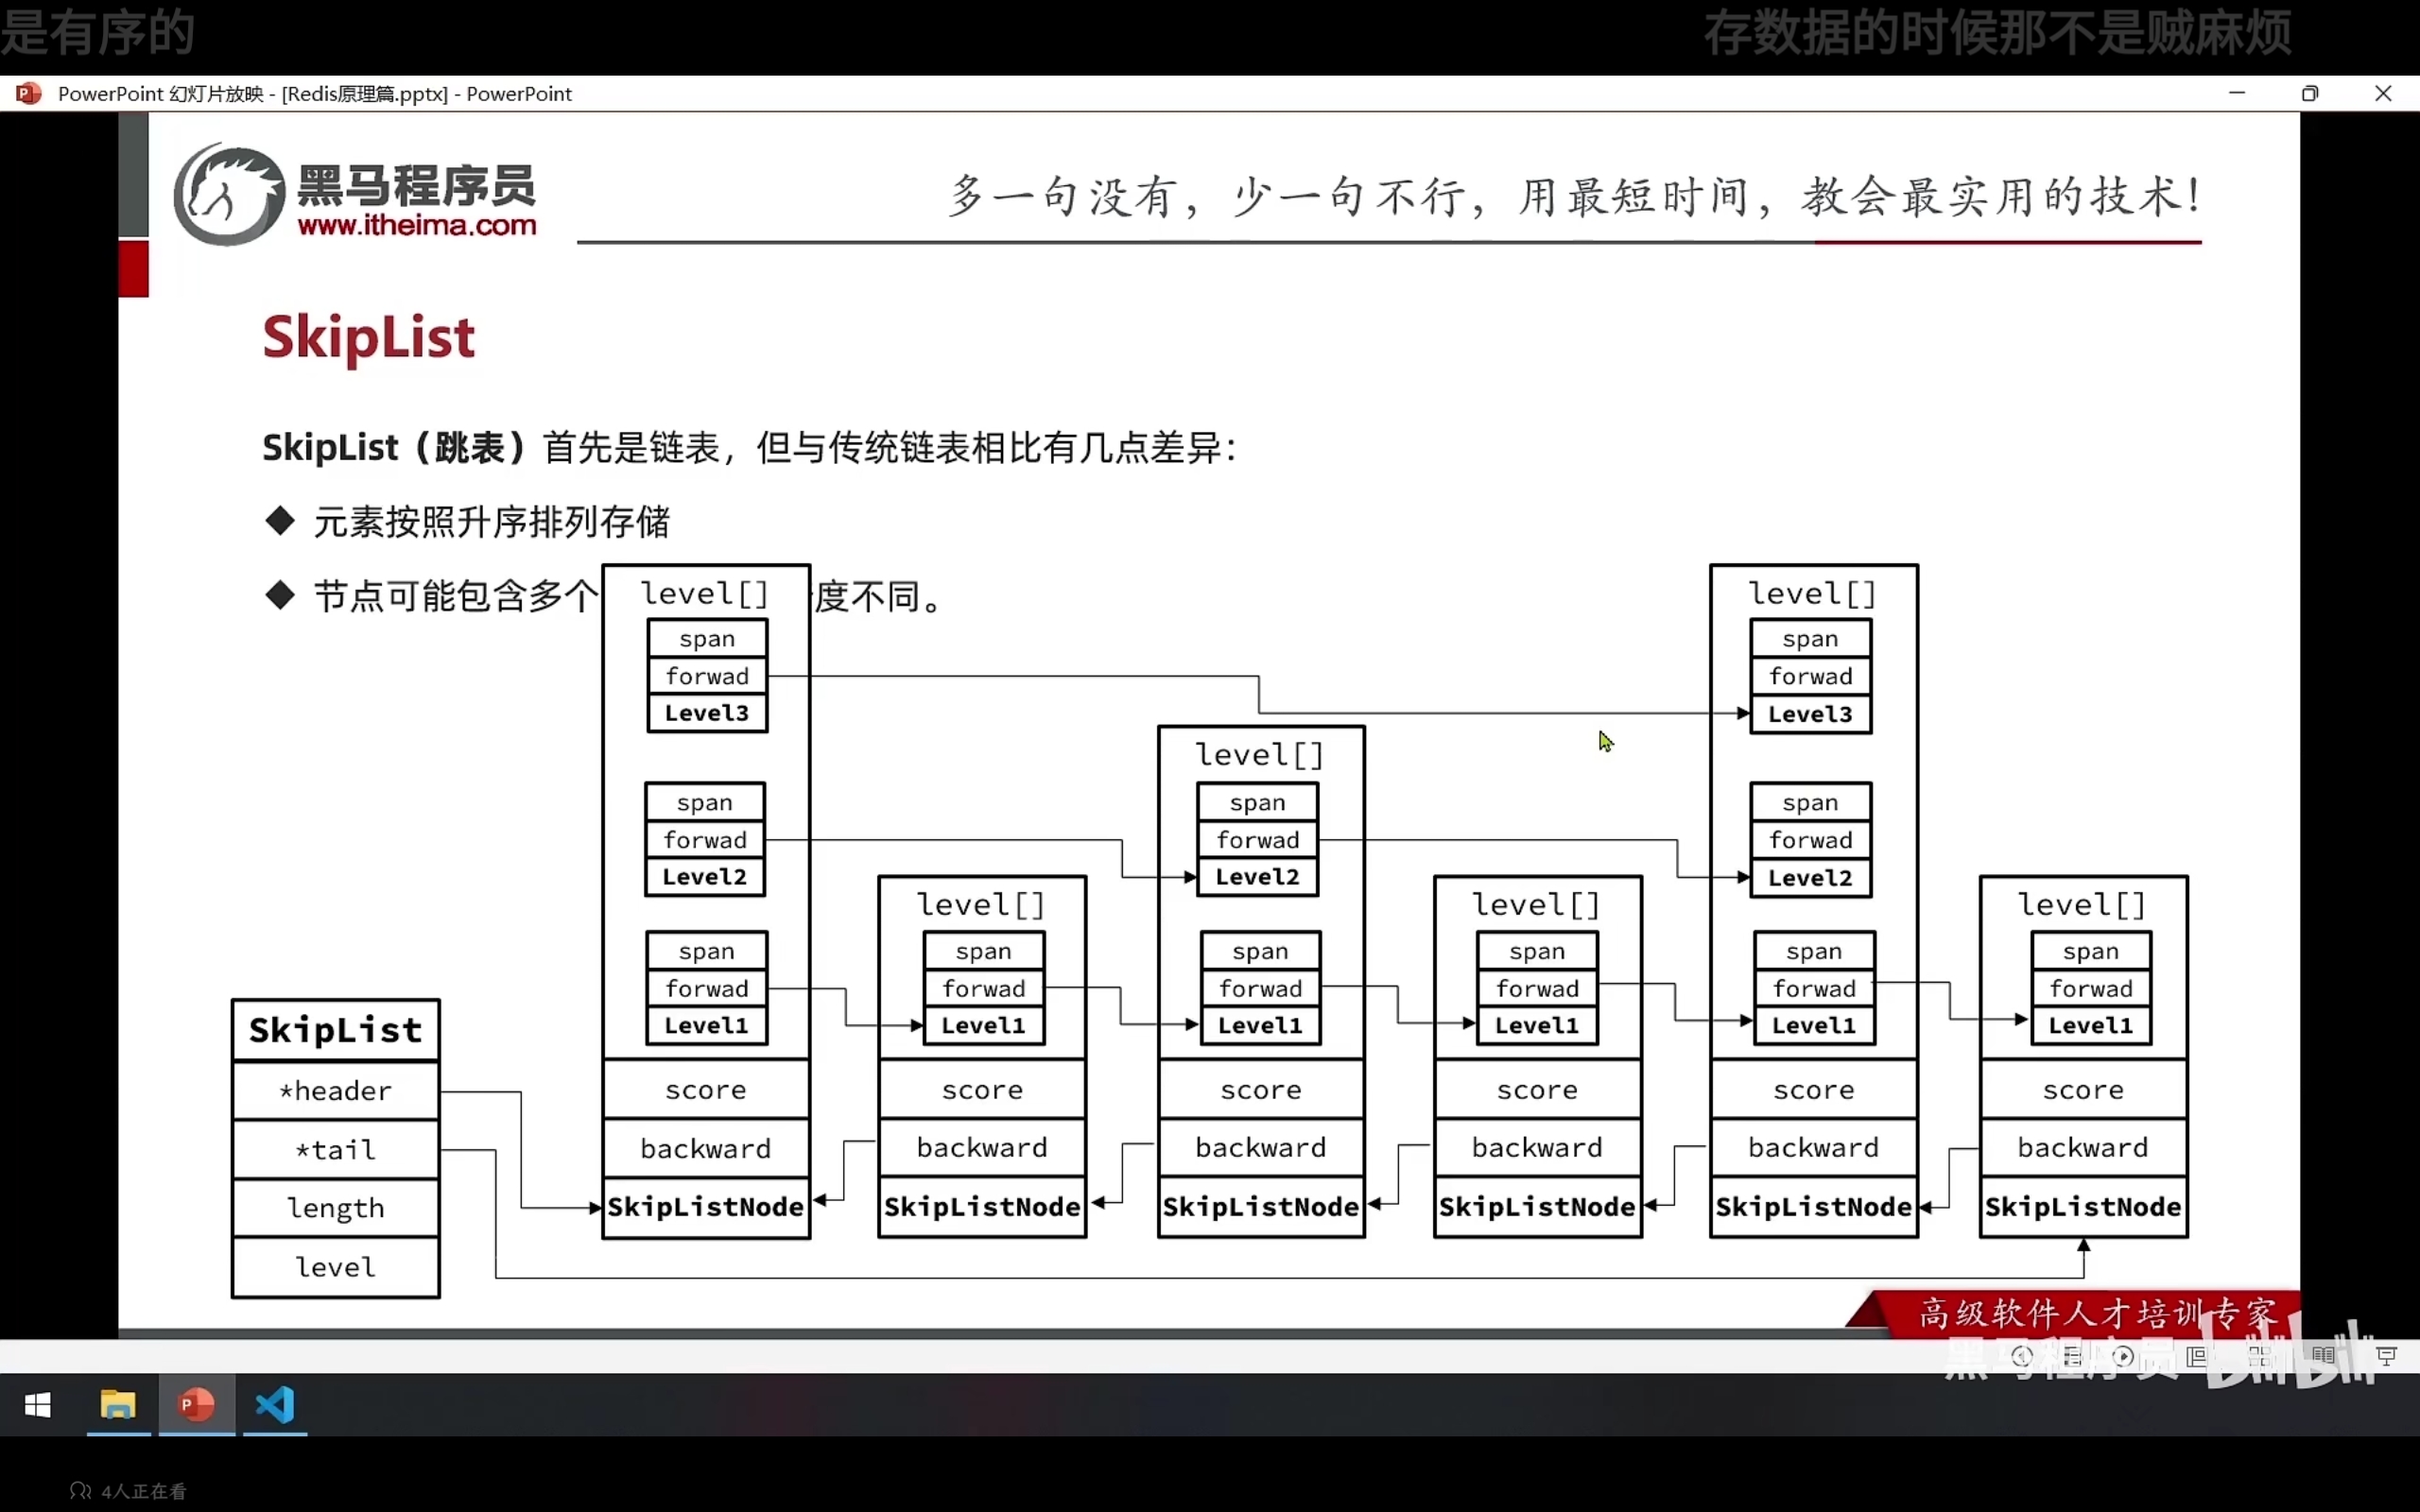 是有序的
存数据的时候那不是贼麻烦
PowerPoint 幻灯片放映 - [Redis原理篇.pptx] - PowerPoint
黑马程序员
www.itheima.com
多一句没有，少一句不行，用最短时间，教会最实用的技术！
SkipList
SkipList（跳表）首先是链表，但与传统链表相比有几点差异：
元素按照升序排列存储
节点可能包含多个
度不同。
level[]
span
forwad
Level3
span
forwad
Level2
span
forwad
Level1
score
backward
SkipListNode
level[]
span
forwad
Level1
score
backward
SkipListNode
level[]
span
forwad
Level2
span
forwad
Level1
score
backward
SkipListNode
level[]
span
forwad
Level1
score
backward
SkipListNode
level[]
span
forwad
Level3
span
forwad
Level2
span
forwad
Level1
score
backward
SkipListNode
level[]
span
forwad
Level1
score
backward
SkipListNode
SkipList
*header
*tail
length
level
高级软件人才培训专家
黑马程序员 bilibili
4人正在看